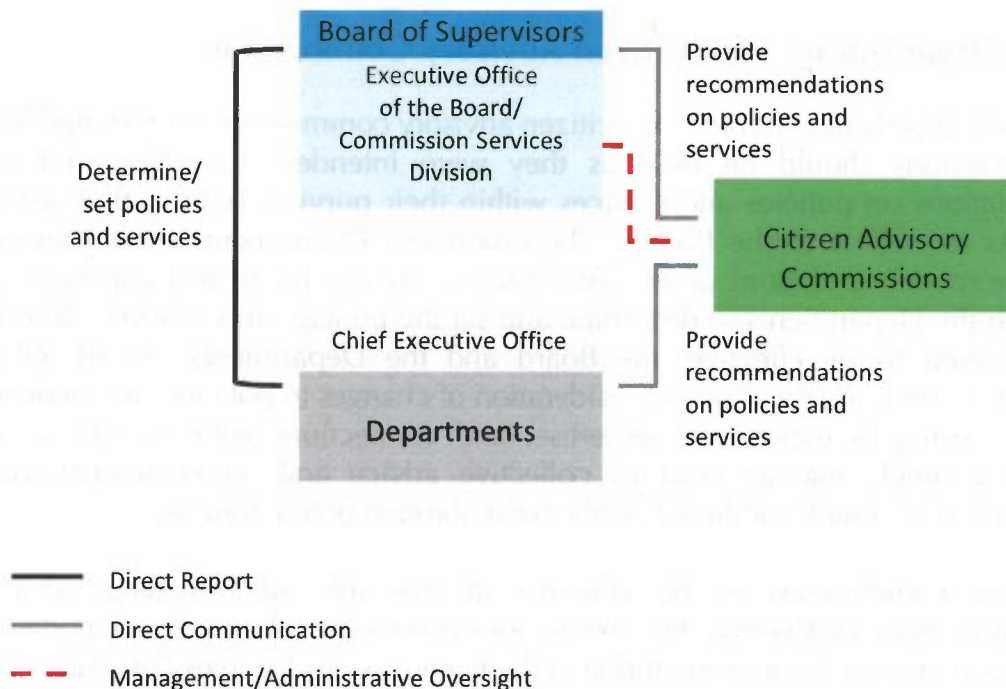 Board of Supervisors
Executive Office
of the Board/
Commission Services
Division
Determine/
set policies
and services
Provide
recommendations
on policies and
services
Citizen Advisory
Commissions
Chief Executive Office
Departments
Provide
recommendations
on policies and
services
Direct Report
Direct Communication
Management/Administrative Oversight